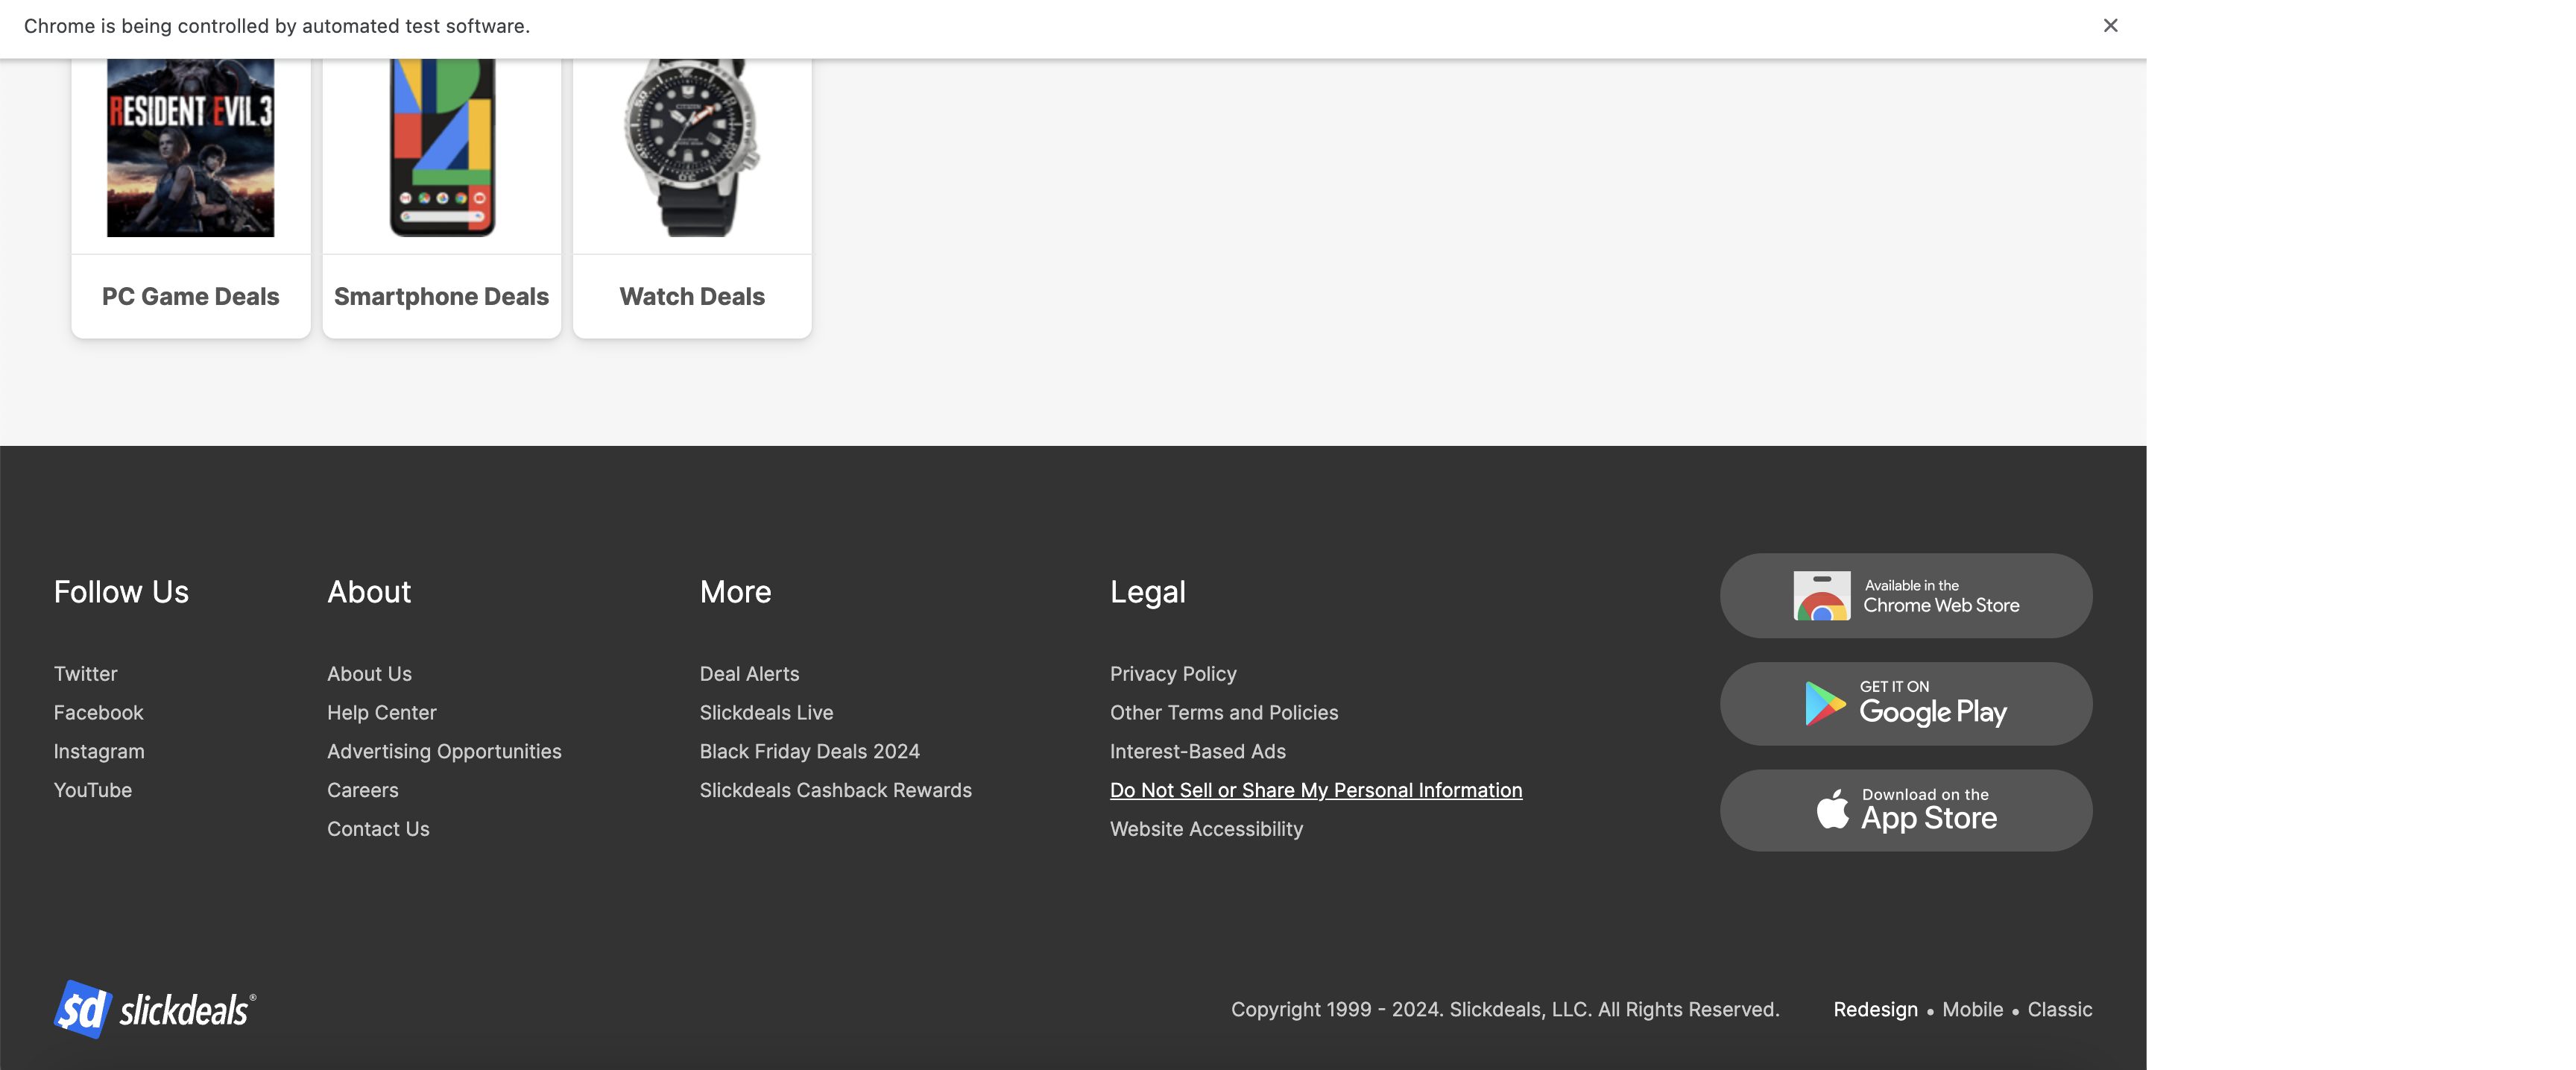 Chrome is being controlled by automated test software.
RESIDENT EVIL 3
CITIZEN
PC Game Deals
Smartphone Deals
Watch Deals
Follow Us
Twitter
Facebook
Instagram
YouTube
About
About Us
Help Center
Advertising Opportunities
Careers
Contact Us
More
Deal Alerts
Slickdeals Live
Black Friday Deals 2024
Slickdeals Cashback Rewards
Legal
Privacy Policy
Other Terms and Policies
Interest-Based Ads
Do Not Sell or Share My Personal Information
Website Accessibility
Available in the
Chrome Web Store
GET IT ON
Google Play
Download on the
App Store
$d slickdeals®
Copyright 1999 - 2024. Slickdeals, LLC. All Rights Reserved.
Redesign • Mobile • Classic